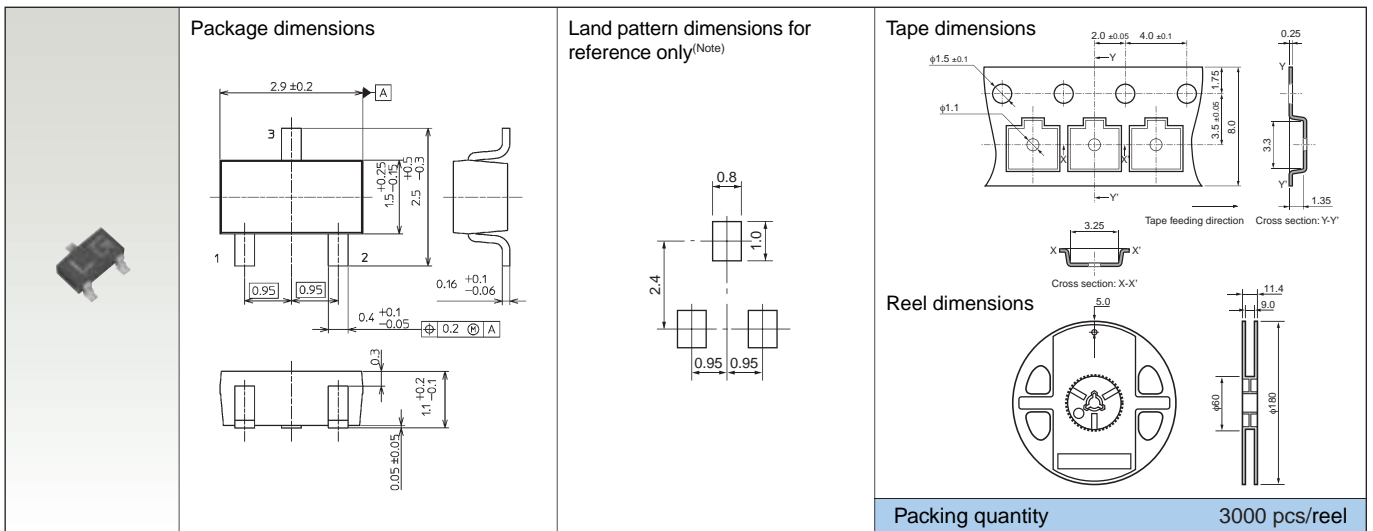 Package dimensions
2.9 ±0.2
A
3
1.5 +0.25 −0.15
2.5 +0.5 −0.3
1
2
0.95
0.95
0.16 +0.1 −0.06
0.4 +0.1 −0.05
⌖ 0.2 Ⓜ A
0.3
1.1 +0.2 −0.1
0.05 ±0.05
Land pattern dimensions for
reference only(Note)
0.8
1.0
2.4
0.95
0.95
Tape dimensions
2.0 ±0.05
4.0 ±0.1
0.25
φ1.5 ±0.1
Y
Y
1.75
φ1.1
3.5 ±0.05
8.0
3.3
X
X'
Y'
Y'
1.35
Tape feeding direction
Cross section: Y-Y'
3.25
X
X'
Cross section: X-X'
Reel dimensions
5.0
11.4
9.0
φ60
φ180
Packing quantity 3000 pcs/reel